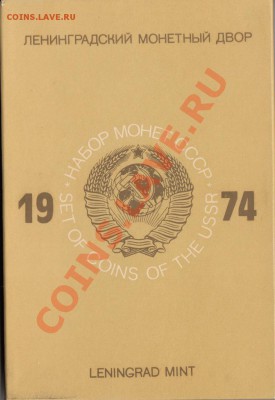 COINS.LAVE.RU
ЛЕНИНГРАДСКИЙ МОНЕТНЫЙ ДВОР
НАБОР МОНЕТ СССР
19 74
SET OF COINS OF THE USSR
LENINGRAD MINT
COINS.LAVE.RU